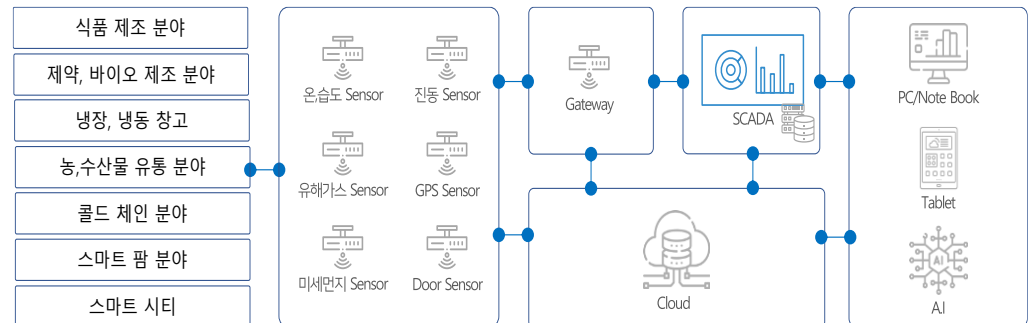 식품 제조 분야
제약, 바이오 제조 분야
냉장, 냉동 창고
농,수산물 유통 분야
콜드 체인 분야
스마트 팜 분야
스마트 시티
온,습도 Sensor
진동 Sensor
유해가스 Sensor
GPS Sensor
미세먼지 Sensor
Door Sensor
Gateway
SCADA
Cloud
PC/Note Book
Tablet
A.I
A.I